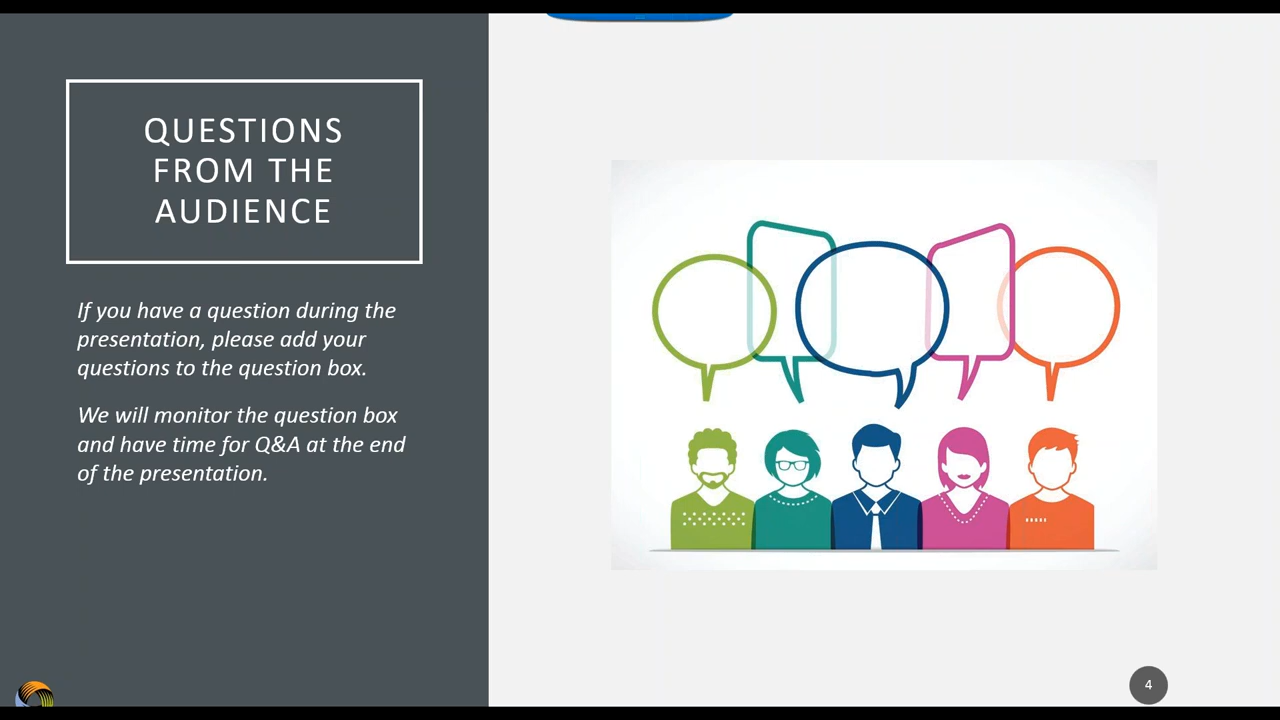 QUESTIONS
FROM THE
AUDIENCE
If you have a question during the
presentation, please add your
questions to the question box.
We will monitor the question box
and have time for Q&A at the end
of the presentation.
4